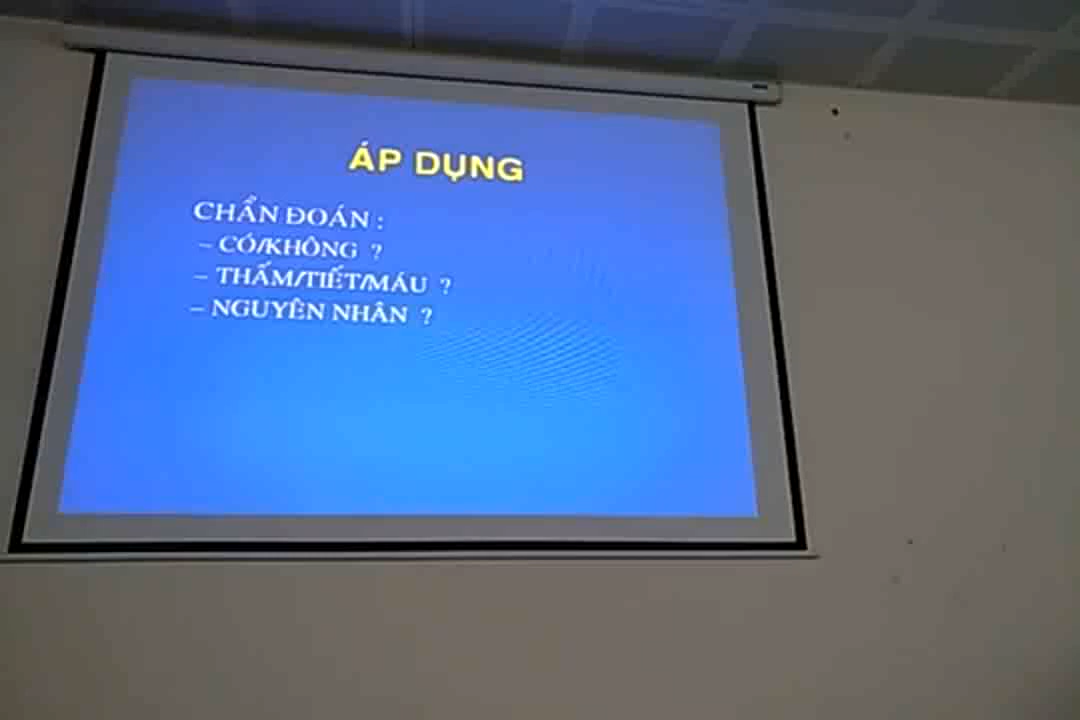 ÁP DỤNG
CHẨN ĐOÁN :
– CÓ/KHÔNG ?
– THẤM/TIẾT/MÁU ?
– NGUYÊN NHÂN ?